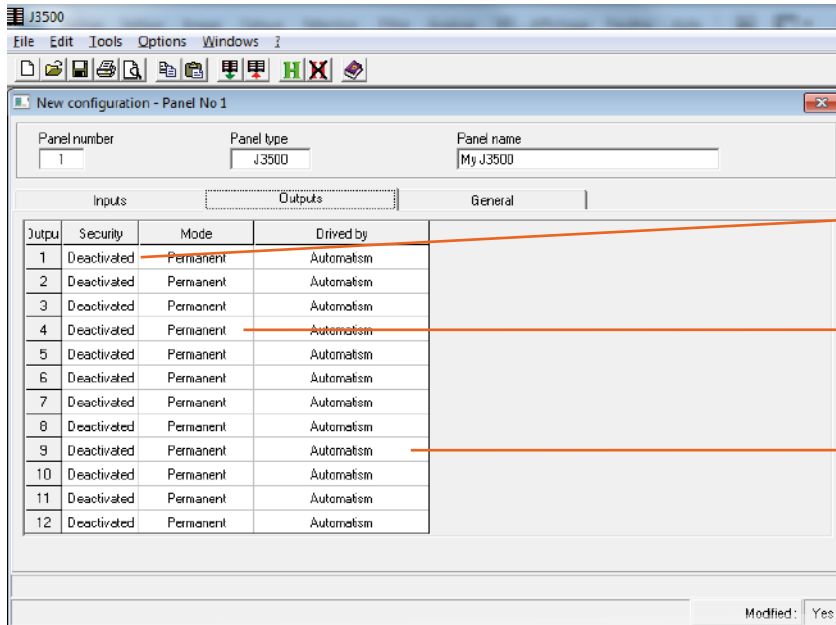 J3500
File Edit Tools Options Windows ?
New configuration - Panel No 1
Panel number Panel type Panel name
1 J3500 My J3500
Inputs Outputs General
Outpu Security Mode Drived by
1 Deactivated Permanent Automatism
2 Deactivated Permanent Automatism
3 Deactivated Permanent Automatism
4 Deactivated Permanent Automatism
5 Deactivated Permanent Automatism
6 Deactivated Permanent Automatism
7 Deactivated Permanent Automatism
8 Deactivated Permanent Automatism
9 Deactivated Permanent Automatism
10 Deactivated Permanent Automatism
11 Deactivated Permanent Automatism
12 Deactivated Permanent Automatism
Modified: Yes